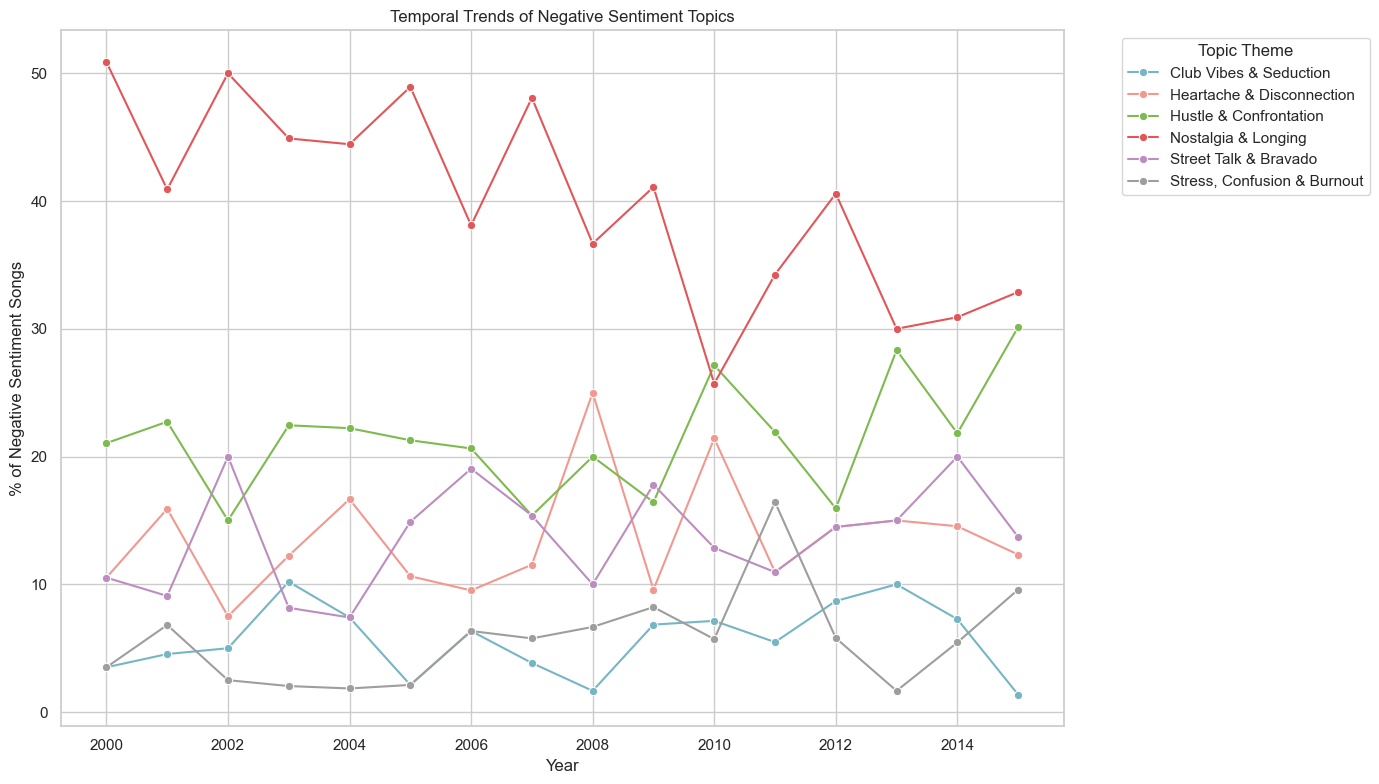 Temporal Trends of Negative Sentiment Topics
Topic Theme
Club Vibes & Seduction
Heartache & Disconnection
Hustle & Confrontation
Nostalgia & Longing
Street Talk & Bravado
Stress, Confusion & Burnout
% of Negative Sentiment Songs
50
40
30
20
10
0
2000 2002 2004 2006 2008 2010 2012 2014
Year